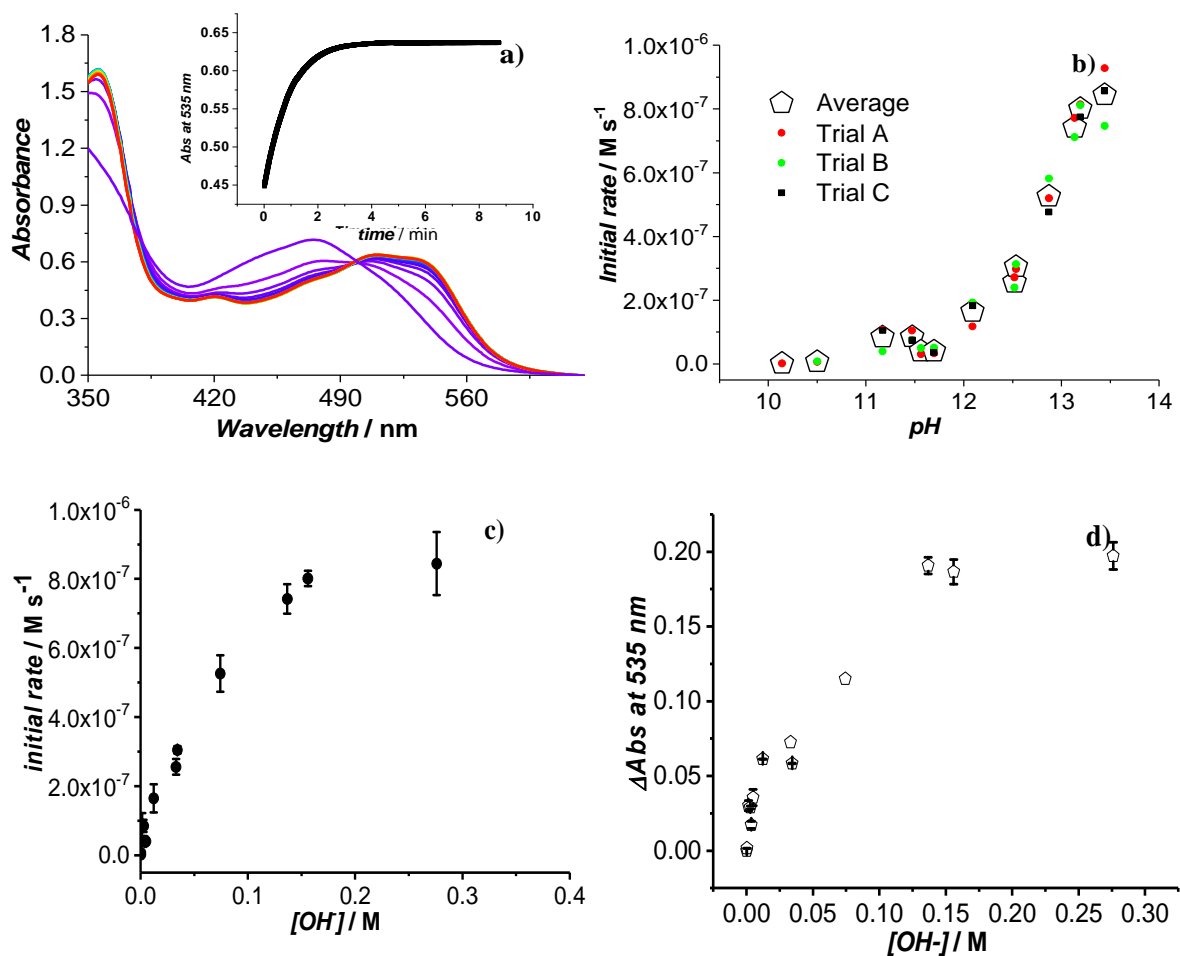 a)
Absorbance
1.8
1.5
1.2
0.9
0.6
0.3
0.0
350 420 490 560
Wavelength / nm
Abs at 535 nm
0.65
0.60
0.55
0.50
0.45
0 2 4 6 8 10
time / min
b)
Initial rate / M s-1
1.0x10-6
8.0x10-7
6.0x10-7
4.0x10-7
2.0x10-7
0.0
Average
Trial A
Trial B
Trial C
10 11 12 13 14
pH
c)
initial rate / M s-1
1.0x10-6
8.0x10-7
6.0x10-7
4.0x10-7
2.0x10-7
0.0
0.0 0.1 0.2 0.3 0.4
[OH-] / M
d)
ΔAbs at 535 nm
0.20
0.15
0.10
0.05
0.00
0.00 0.05 0.10 0.15 0.20 0.25 0.30
[OH-] / M